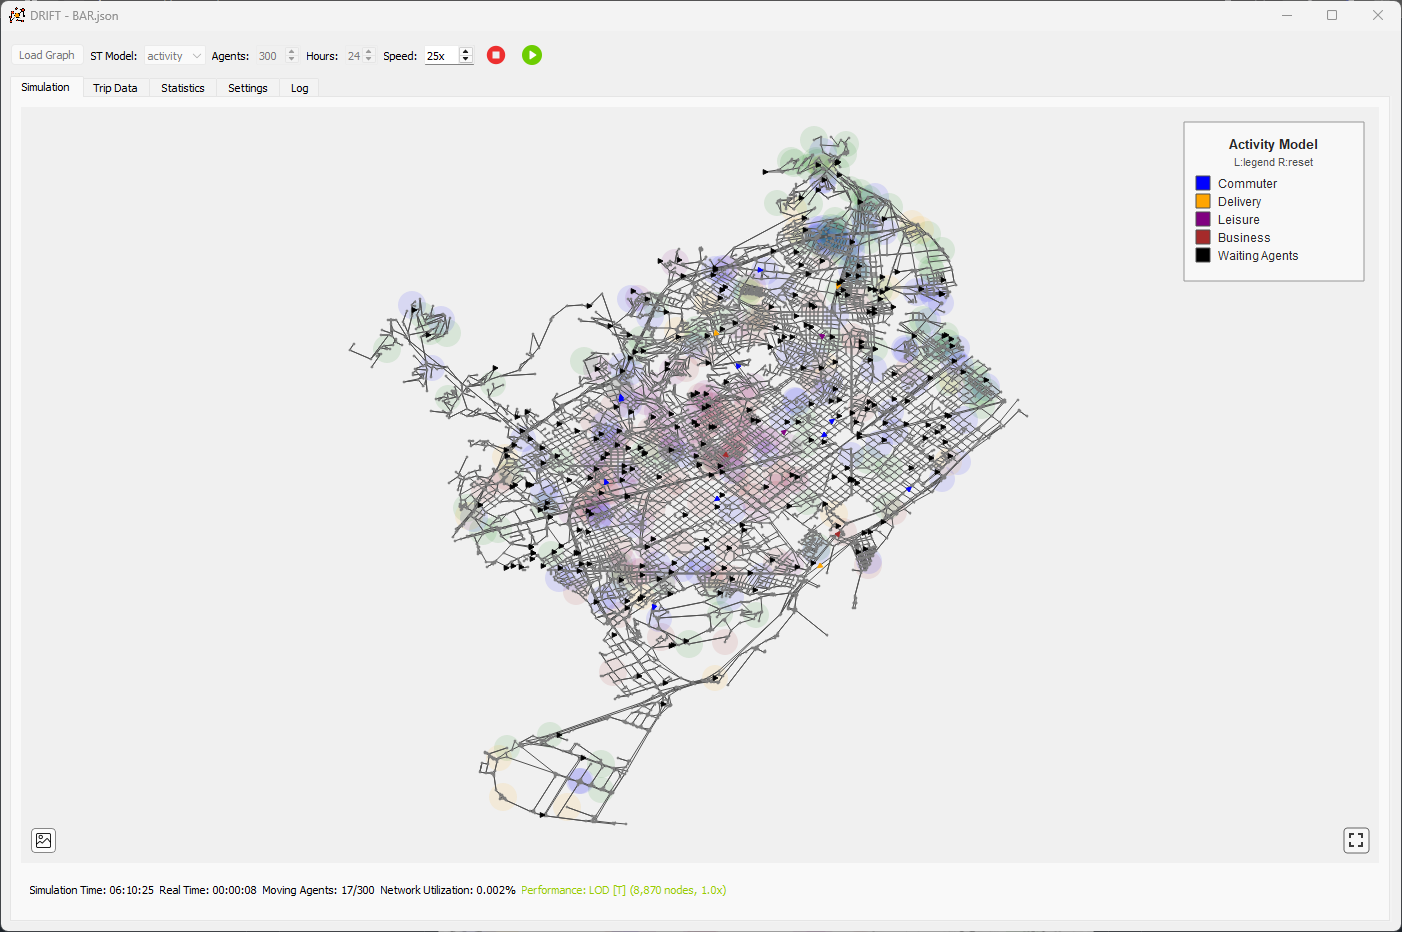 DRIFT - BAR.json
Load Graph ST Model: activity Agents: 300 Hours: 24 Speed: 25x
Simulation Trip Data Statistics Settings Log
Activity Model
L:legend R:reset
Commuter
Delivery
Leisure
Business
Waiting Agents
Simulation Time: 06:10:25 Real Time: 00:00:08 Moving Agents: 17/300 Network Utilization: 0.002% Performance: LOD [T] (8,870 nodes, 1.0x)